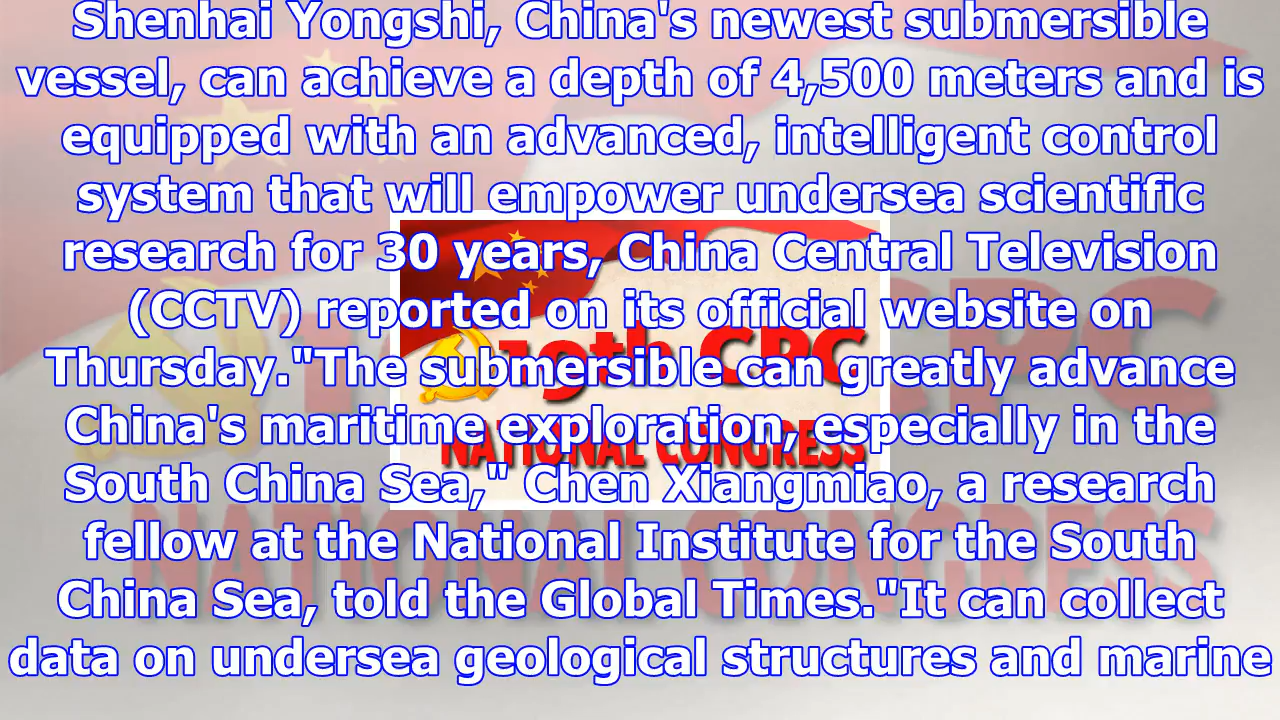 Shenhai Yongshi, China's newest submersible
vessel, can achieve a depth of 4,500 meters and is
equipped with an advanced, intelligent control
system that will empower undersea scientific
research for 30 years, China Central Television
(CCTV) reported on its official website on
Thursday."The submersible can greatly advance
China's maritime exploration, especially in the
South China Sea," Chen Xiangmiao, a research
fellow at the National Institute for the South
China Sea, told the Global Times."It can collect
data on undersea geological structures and marine
19th CPC
NATIONAL CONGRESS